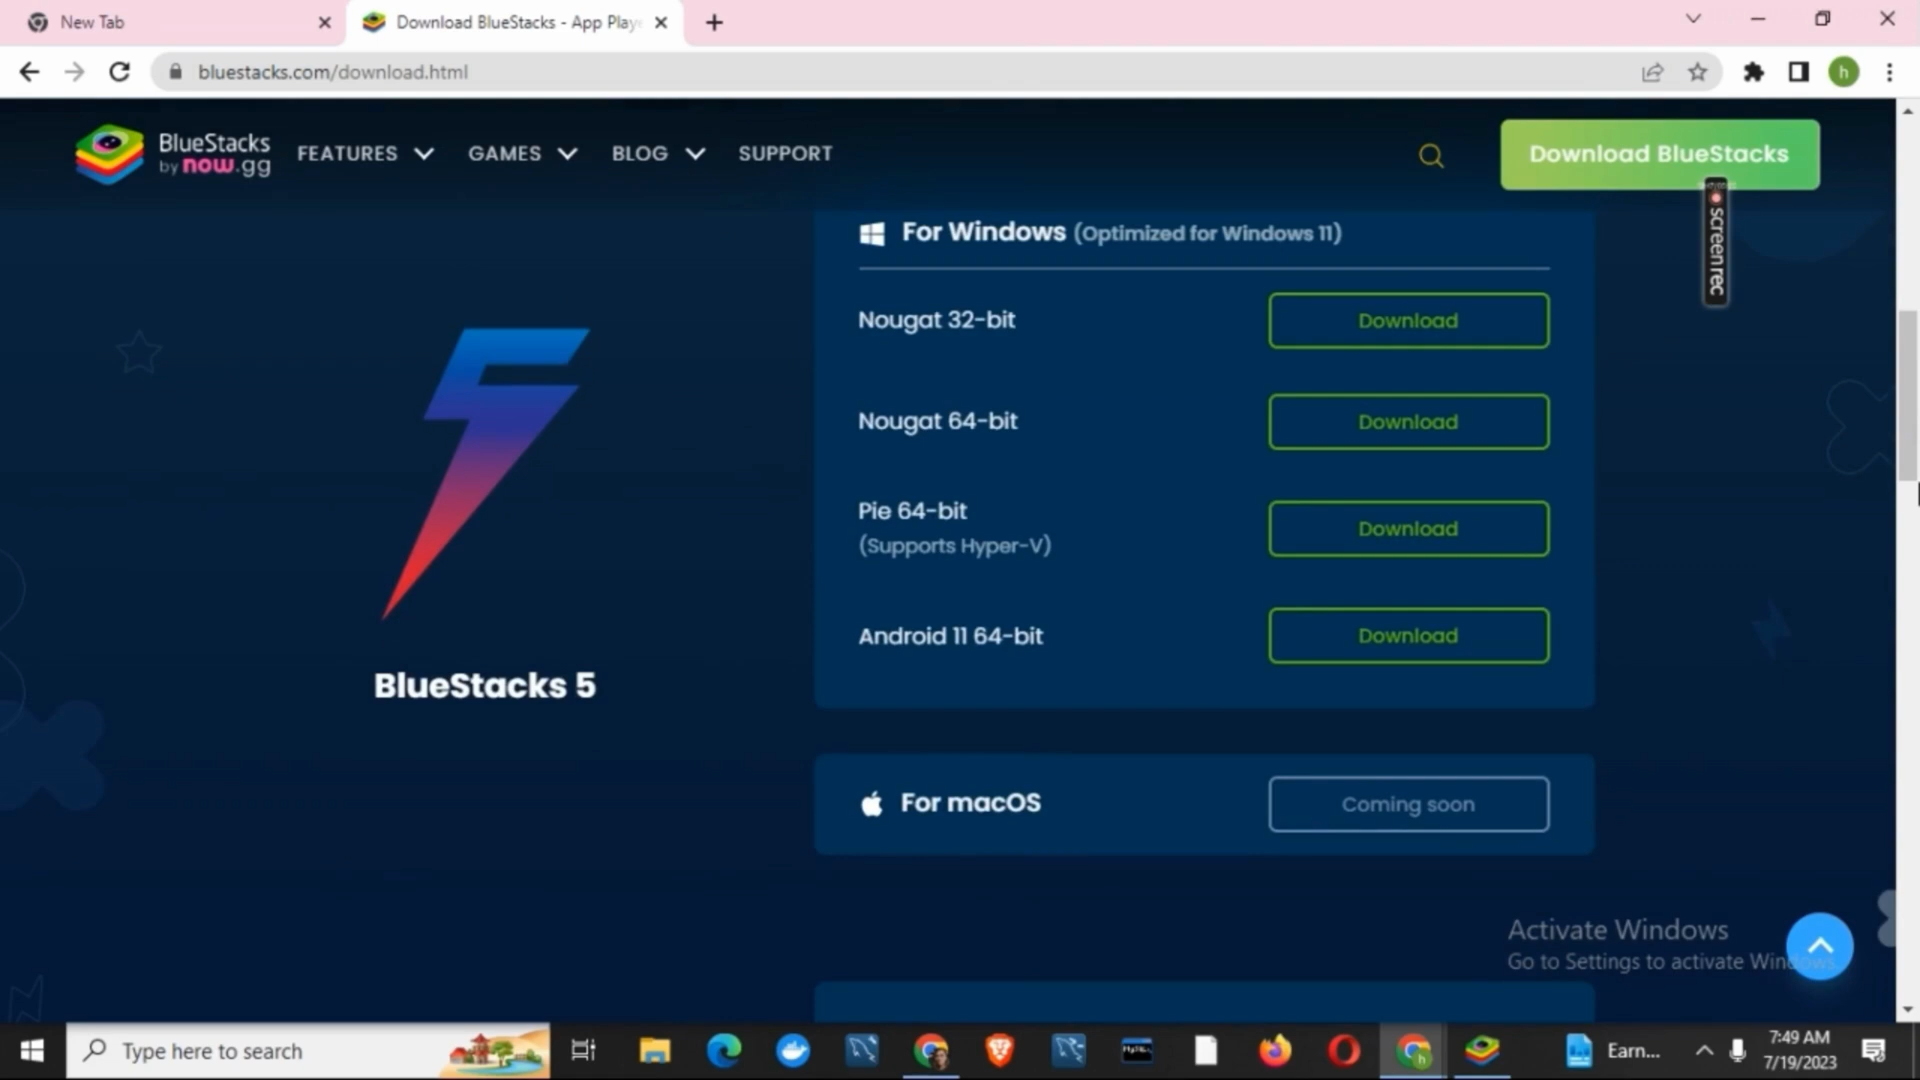 New Tab
Download BlueStacks - App Play
bluestacks.com/download.html
h
BlueStacks
by now.gg
FEATURES
GAMES
BLOG
SUPPORT
Download BlueStacks
screenrec
For Windows (Optimized for Windows 11)
Nougat 32-bit
Download
Nougat 64-bit
Download
Pie 64-bit
(Supports Hyper-V)
Download
Android 11 64-bit
Download
BlueStacks 5
For macOS
Coming soon
Activate Windows
Go to Settings to activate Windows.
Type here to search
Earn...
7:49 AM
7/19/2023